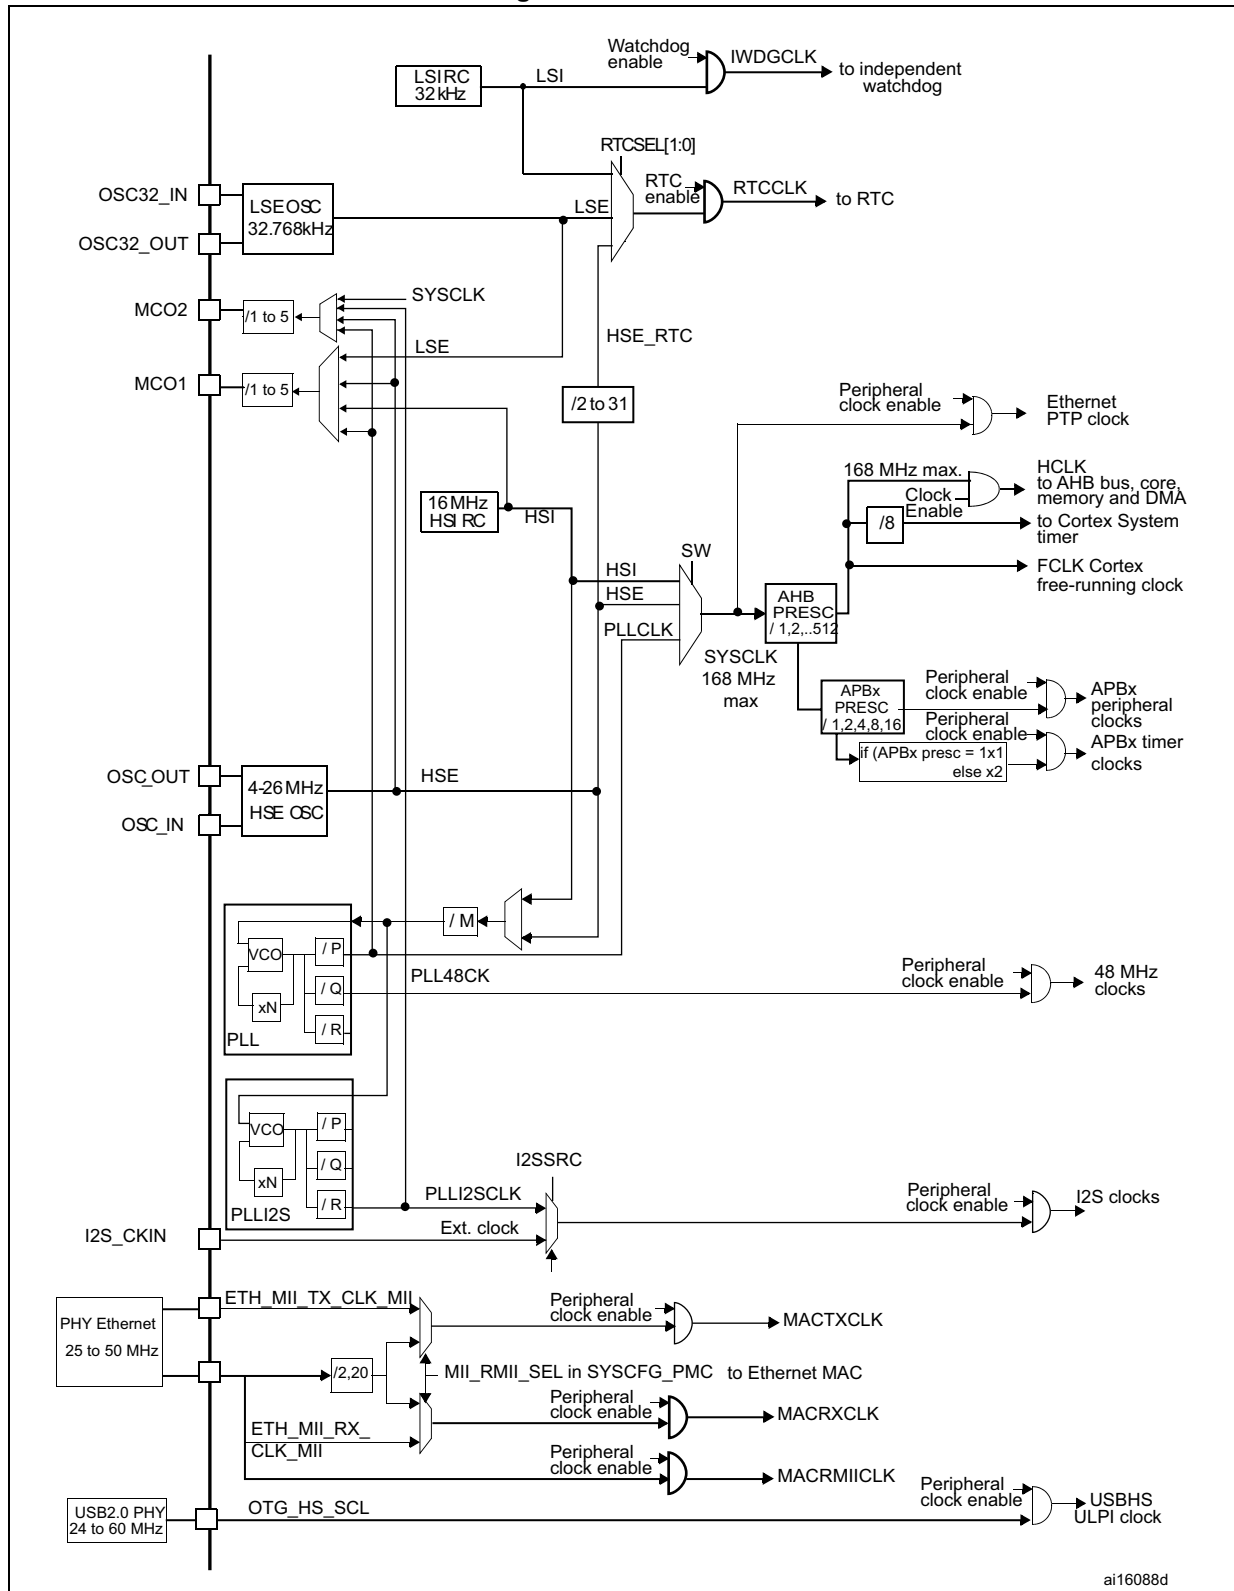 Watchdog
enable
IWDGCLK
to independent
watchdog
LSI RC
32 kHz
LSI
RTCSEL[1:0]
OSC32_IN
OSC32_OUT
LSE OSC
32.768 kHz
LSE
RTC
enable
RTCCLK
to RTC
MCO2
/1 to 5
SYSCLK
LSE
HSE_RTC
MCO1
/1 to 5
/2 to 31
Peripheral
clock enable
Ethernet
PTP clock
16 MHz
HSI RC
HSI
168 MHz max.
Clock
Enable
HCLK
to AHB bus, core,
memory and DMA
/8
to Cortex System
timer
FCLK Cortex
free-running clock
SW
HSI
HSE
PLLCLK
SYSCLK
168 MHz
max
AHB
PRESC
/ 1,2,..512
APBx
PRESC
/ 1,2,4,8,16
Peripheral
clock enable
APBx
peripheral
clocks
Peripheral
clock enable
if (APBx presc = 1x1
else x2
APBx timer
clocks
OSC_OUT
OSC_IN
4-26 MHz
HSE OSC
HSE
/ M
VCO
xN
/ P
/ Q
/ R
PLL
PLL48CK
Peripheral
clock enable
48 MHz
clocks
VCO
xN
/ P
/ Q
/ R
PLLI2S
PLLI2SCLK
I2SSRC
Peripheral
clock enable
I2S clocks
I2S_CKIN
Ext. clock
PHY Ethernet
25 to 50 MHz
ETH_MII_TX_CLK_MII
Peripheral
clock enable
MACTXCLK
/2,20
MII_RMII_SEL in SYSCFG_PMC
to Ethernet MAC
ETH_MII_RX_
CLK_MII
Peripheral
clock enable
MACRXCLK
Peripheral
clock enable
MACRMIICLK
USB2.0 PHY
24 to 60 MHz
OTG_HS_SCL
Peripheral
clock enable
USBHS
ULPI clock
ai16088d